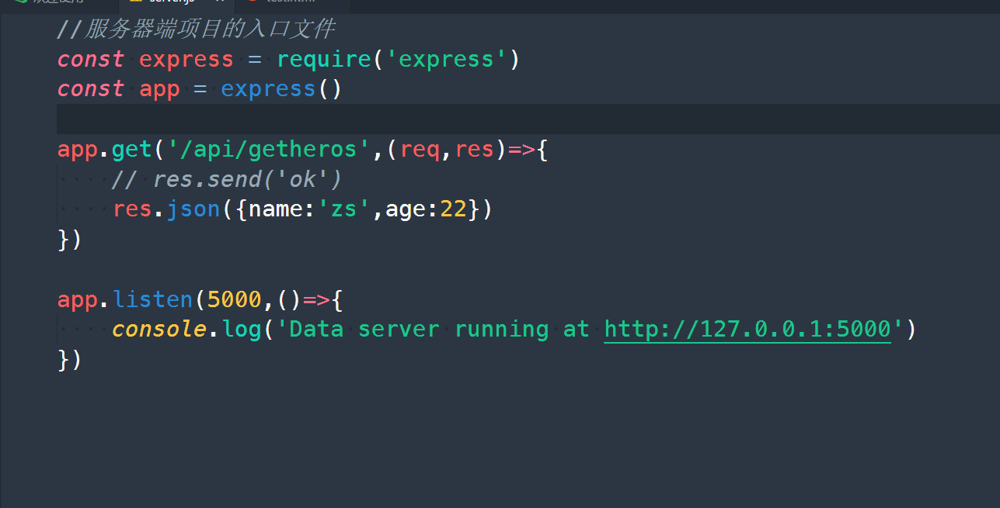 //服务器端项目的入口文件
const express = require('express')
const app = express()
app.get('/api/getheros',(req,res)=>{
// res.send('ok')
res.json({name:'zs',age:22})
})
app.listen(5000,()=>{
console.log('Data server running at http://127.0.0.1:5000')
})